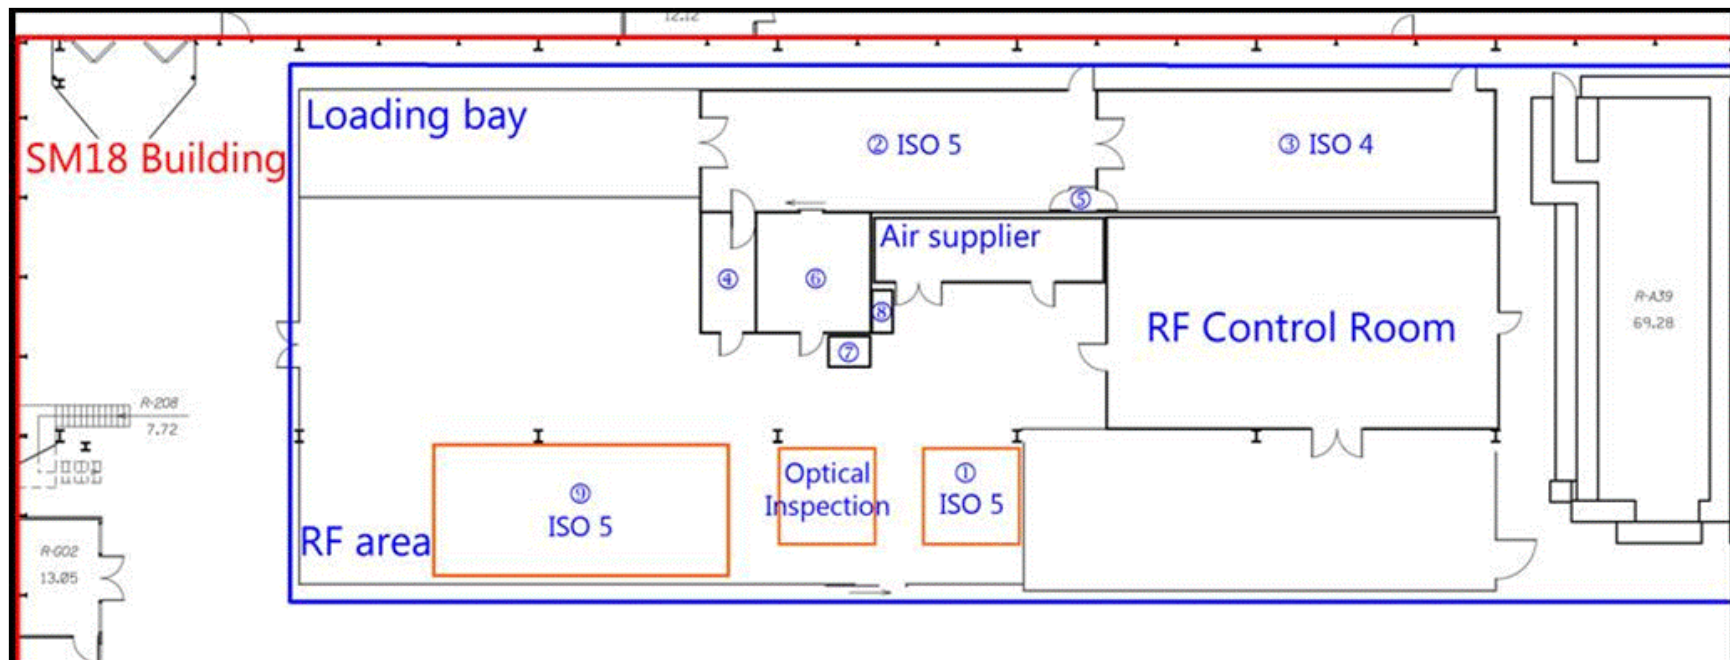 12.12
Loading bay
② ISO 5
③ ISO 4
SM18 Building
⑤
Air supplier
④
⑥
⑧
R-A39
69.28
RF Control Room
⑦
R-208
7.72
Optical
Inspection
①
ISO 5
⑨
ISO 5
RF area
R-G02
13.05